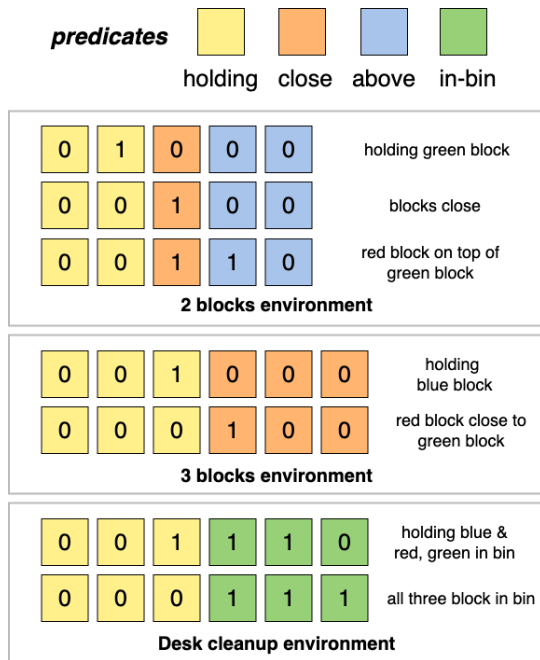 predicates
holding close above in-bin
0 1 0 0 0 holding green block
0 0 1 0 0 blocks close
0 0 1 1 0 red block on top of
green block
2 blocks environment
0 0 1 0 0 0 holding
blue block
0 0 0 1 0 0 red block close to
green block
3 blocks environment
0 0 1 1 1 0 holding blue &
red, green in bin
0 0 0 1 1 1 all three block in bin
Desk cleanup environment